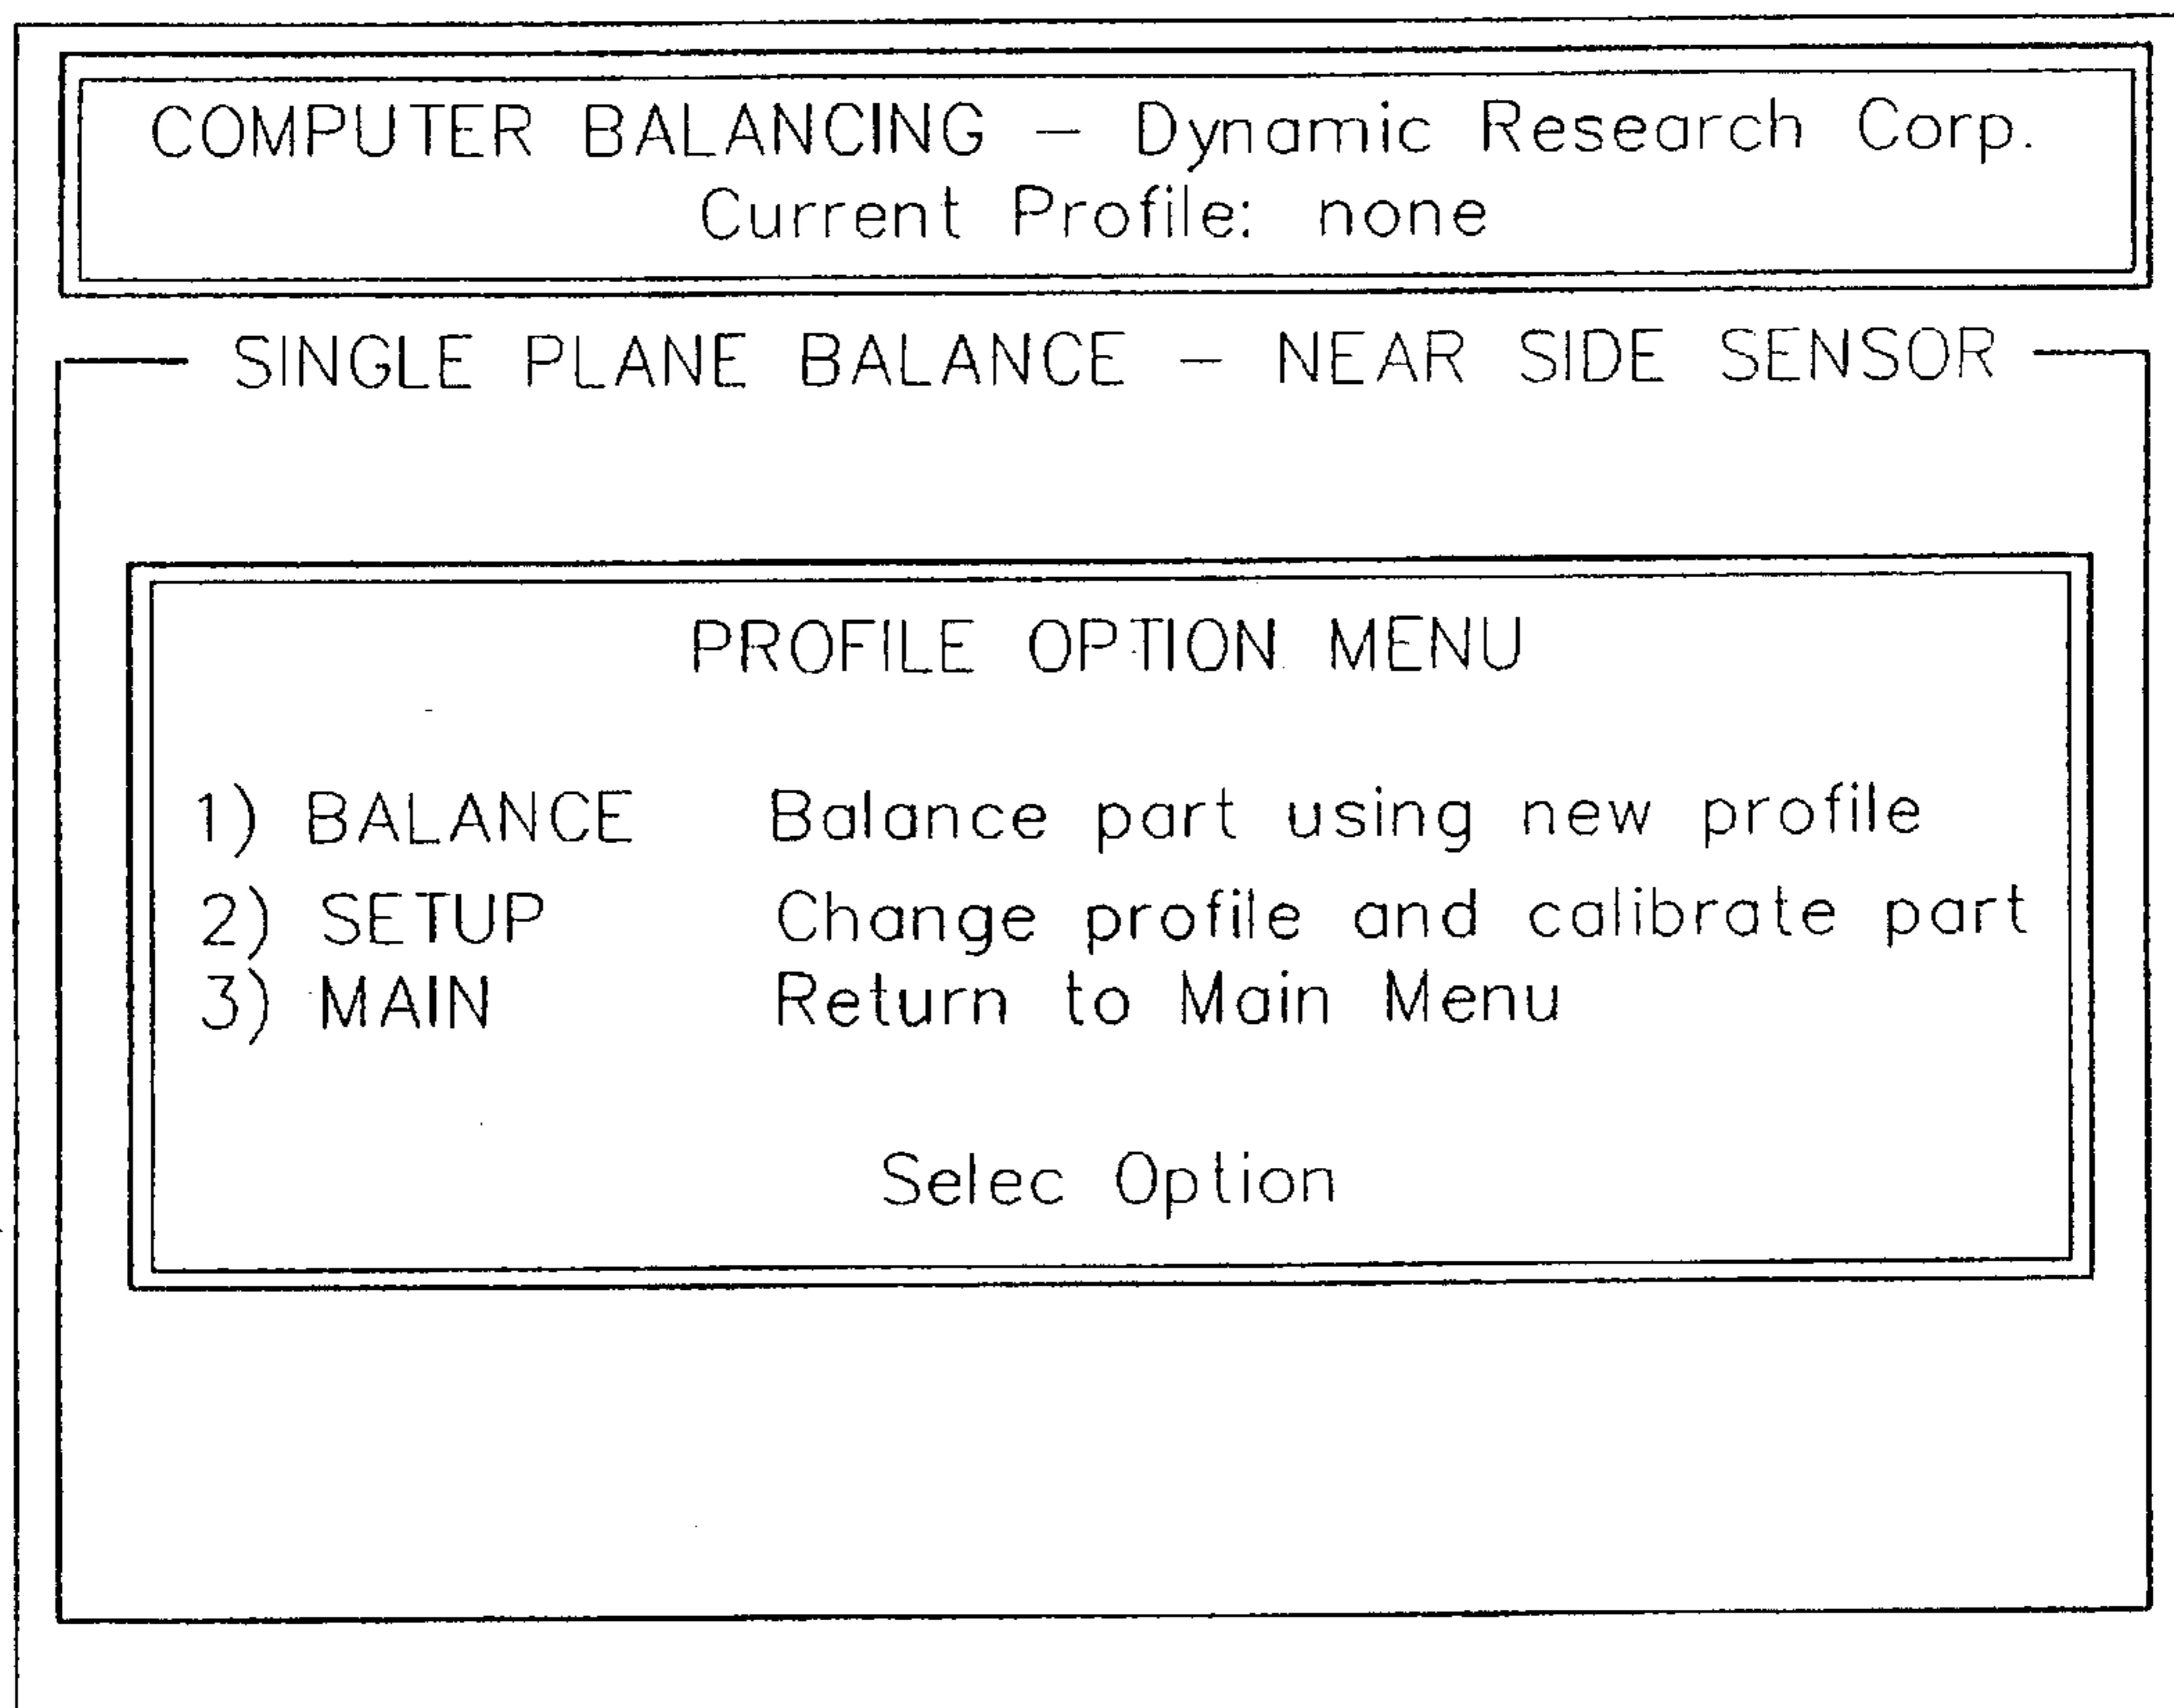 COMPUTER BALANCING – Dynamic Research Corp.
Current Profile: none
SINGLE PLANE BALANCE – NEAR SIDE SENSOR
PROFILE OPTION MENU
1) BALANCE Balance part using new profile
2) SETUP Change profile and calibrate part
3) MAIN Return to Main Menu
Selec Option